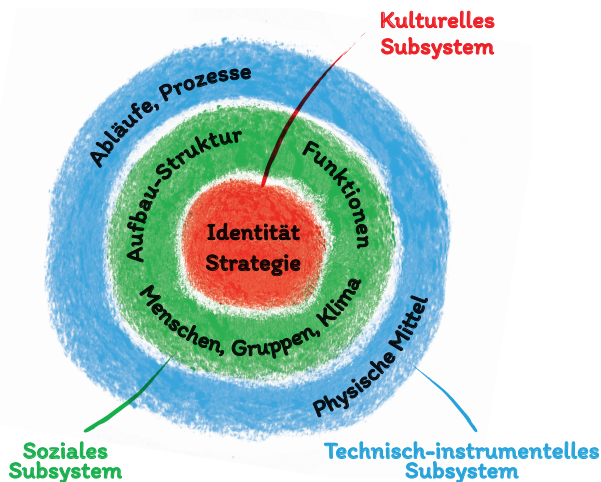 Kulturelles
Subsystem
Abläufe, Prozesse
Aufbau-Struktur
Funktionen
Identität
Strategie
Menschen, Gruppen, Klima
Physische Mittel
Soziales
Subsystem
Technisch-instrumentelles
Subsystem